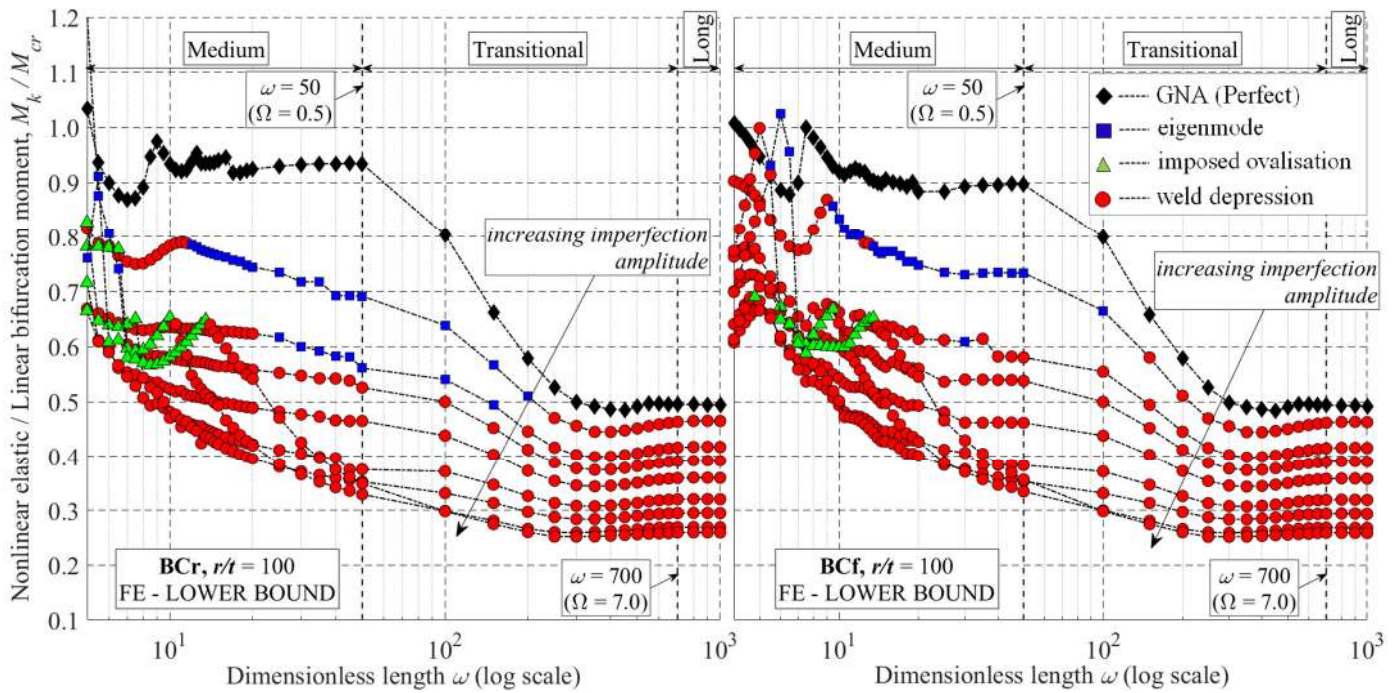 Nonlinear elastic / Linear bifurcation moment, M_k / M_cr
1.2
1.1
1.0
0.9
0.8
0.7
0.6
0.5
0.4
0.3
0.2
0.1
Medium
Transitional
Long
ω = 50
(Ω = 0.5)
increasing imperfection
amplitude
BCr, r/t = 100
FE - LOWER BOUND
ω = 700
(Ω = 7.0)
10^1
10^2
10^3
Dimensionless length ω (log scale)
Medium
Transitional
Long
ω = 50
(Ω = 0.5)
GNA (Perfect)
eigenmode
imposed ovalisation
weld depression
increasing imperfection
amplitude
BCf, r/t = 100
FE - LOWER BOUND
ω = 700
(Ω = 7.0)
10^1
10^2
10^3
Dimensionless length ω (log scale)